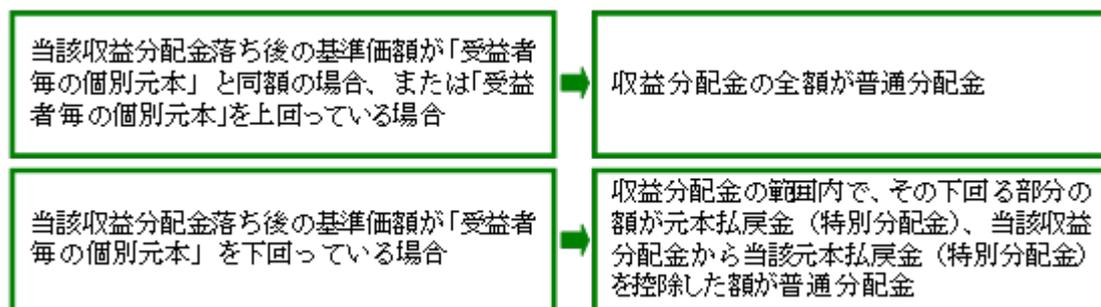 当該収益分配金落ち後の基準価額が「受益者
毎の個別元本」と同額の場合、または「受益
者毎の個別元本」を上回っている場合
収益分配金の全額が普通分配金
当該収益分配金落ち後の基準価額が「受益者
毎の個別元本」を下回っている場合
収益分配金の範囲内で、その下回る部分の
額が元本払戻金（特別分配金）、当該収益
分配金から当該元本払戻金（特別分配金）
を控除した額が普通分配金